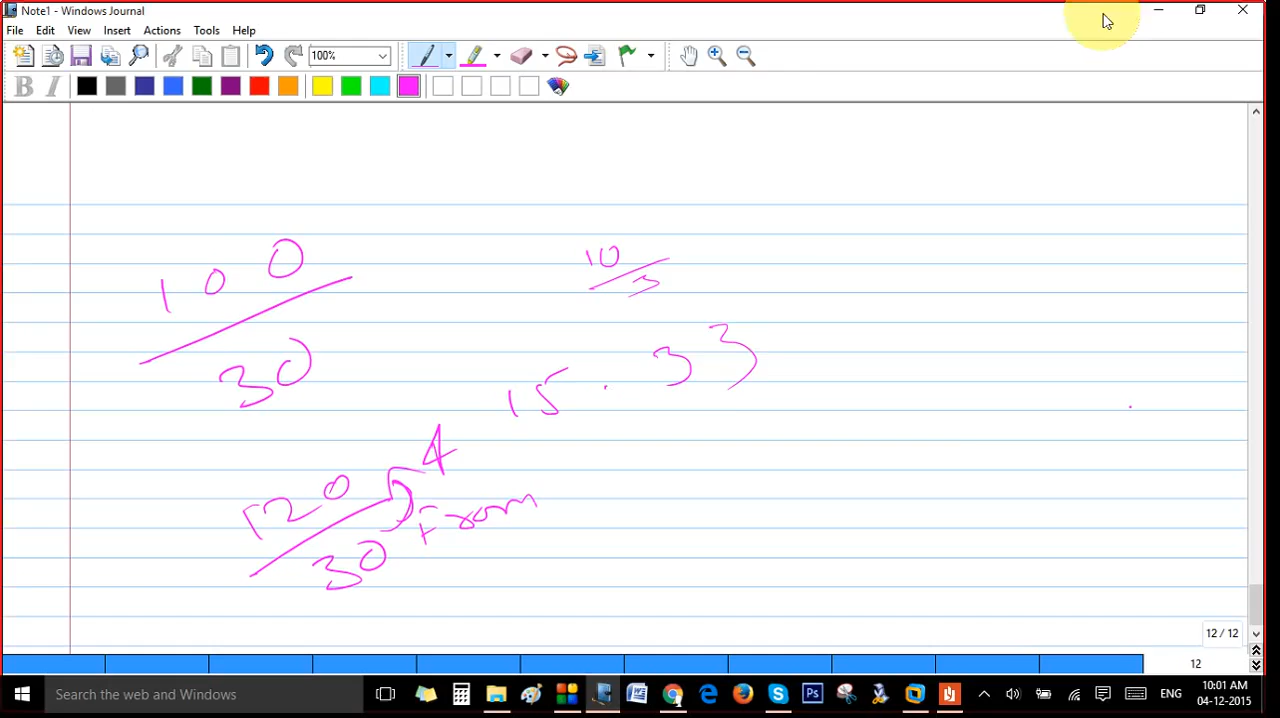 Note1 - Windows Journal
File Edit View Insert Actions Tools Help
100%
B I
100
30
10
3
15.33
120
30
4
From
12 / 12
12
Search the web and Windows
ENG
10:01 AM
04-12-2015